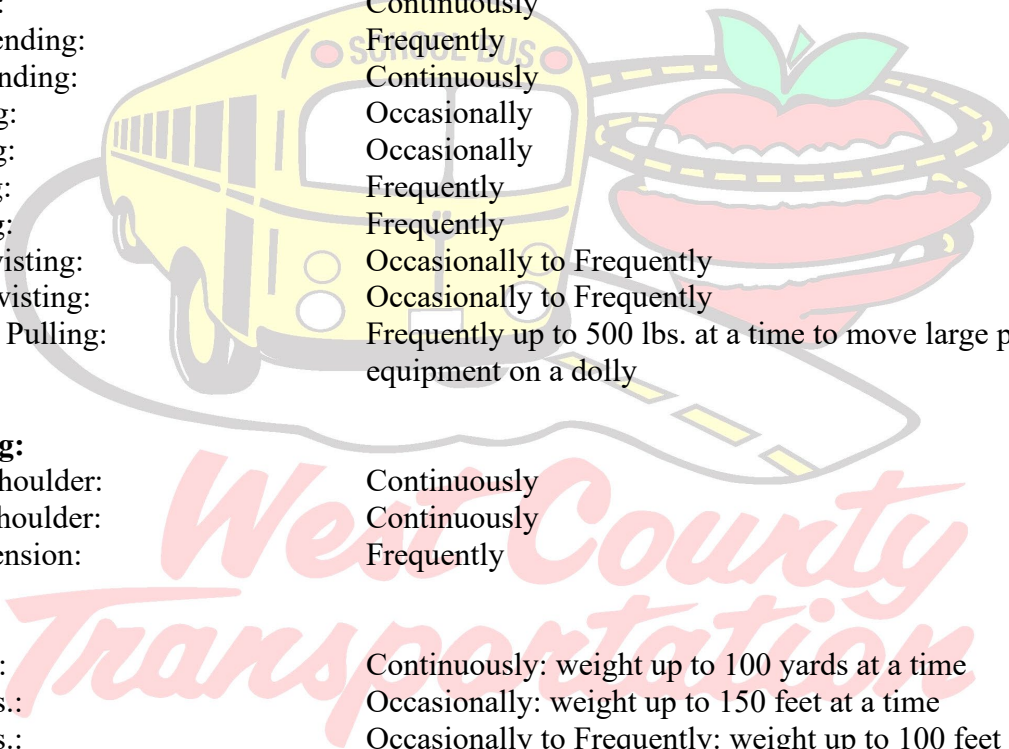 : Continuously
ending: Frequently
nding: Continuously
g: Occasionally
g: Occasionally
g: Frequently
g: Frequently
visting: Occasionally to Frequently
wisting: Occasionally to Frequently
Pulling: Frequently up to 500 lbs. at a time to move large p
equipment on a dolly
g:
houlder: Continuously
houlder: Continuously
ension: Frequently
: Continuously: weight up to 100 yards at a time
s.: Occasionally: weight up to 150 feet at a time
s.: Occasionally to Frequently: weight up to 100 feet
SCHOOL BUS
West County
Transportation